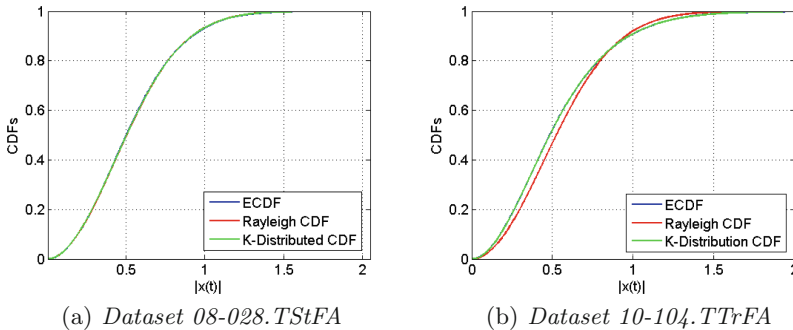 1
0.8
0.6
0.4
0.2
0
CDFs
0.5
1
1.5
2
|x(t)|
ECDF
Rayleigh CDF
K-Distributed CDF
(a) Dataset 08-028.TStFA
1
0.8
0.6
0.4
0.2
0
CDFs
0
0.5
1
1.5
2
|x(t)|
ECDF
Rayleigh CDF
K-Distribution CDF
(b) Dataset 10-104.TTrFA